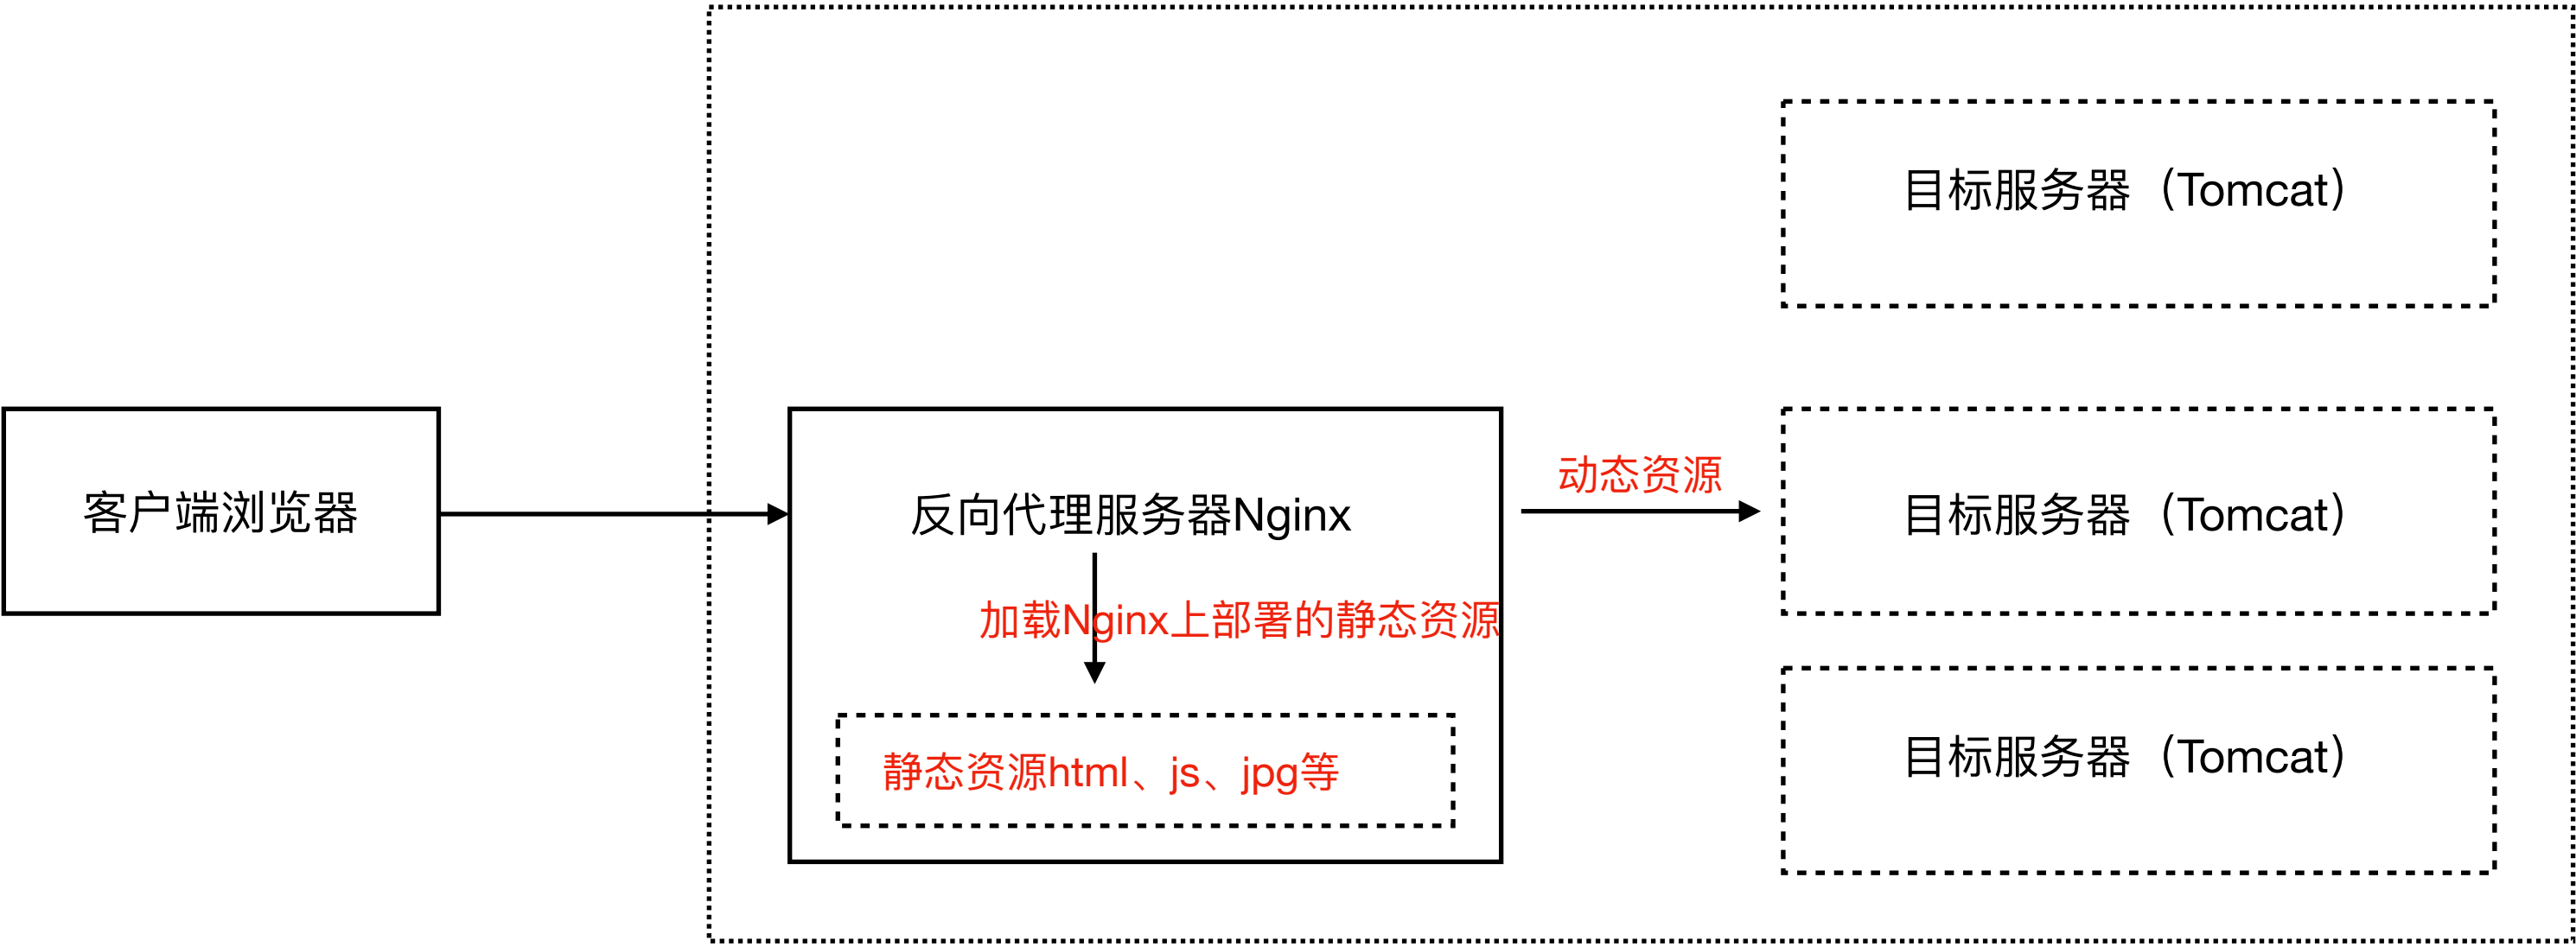 目标服务器（Tomcat）
客户端浏览器
反向代理服务器Nginx
动态资源
目标服务器（Tomcat）
加载Nginx上部署的静态资源
静态资源html、js、jpg等
目标服务器（Tomcat）